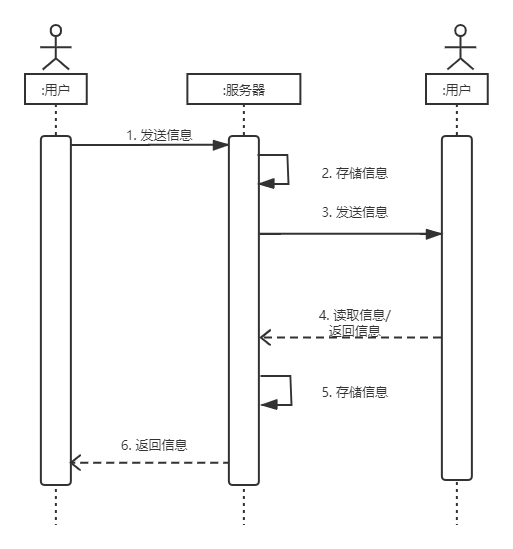 :用户
:服务器
:用户
1. 发送信息
2. 存储信息
3. 发送信息
4. 读取信息/
返回信息
5. 存储信息
6. 返回信息